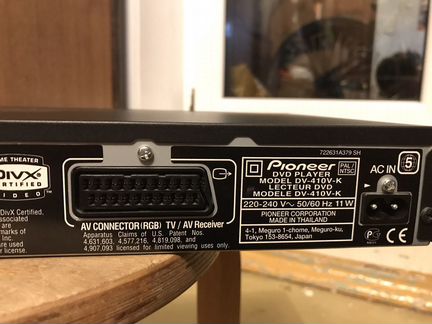 ME THEATER
DIVX
ERTIFIED
VIDEO
DivX Certified,
ssociated
are
marks of
Inc.
are used
er license.
AV CONNECTOR(RGB) TV / AV Receiver
Apparatus Claims of U.S. Patent Nos.
4,631,603, 4,577,216, 4,819,098, and
4,907,093 licensed for limited viewing uses only.
722631A379 SH
Pioneer
PAL/
NTSC
DVD PLAYER
MODEL DV-410V-K
LECTEUR DVD
MODELE DV-410V-K
220-240 V~ 50/60 Hz 11 W
PIONEER CORPORATION
MADE IN THAILAND
4-1, Meguro 1-chome, Meguro-ku,
Tokyo 153-8654, Japan
AC IN
5
CE